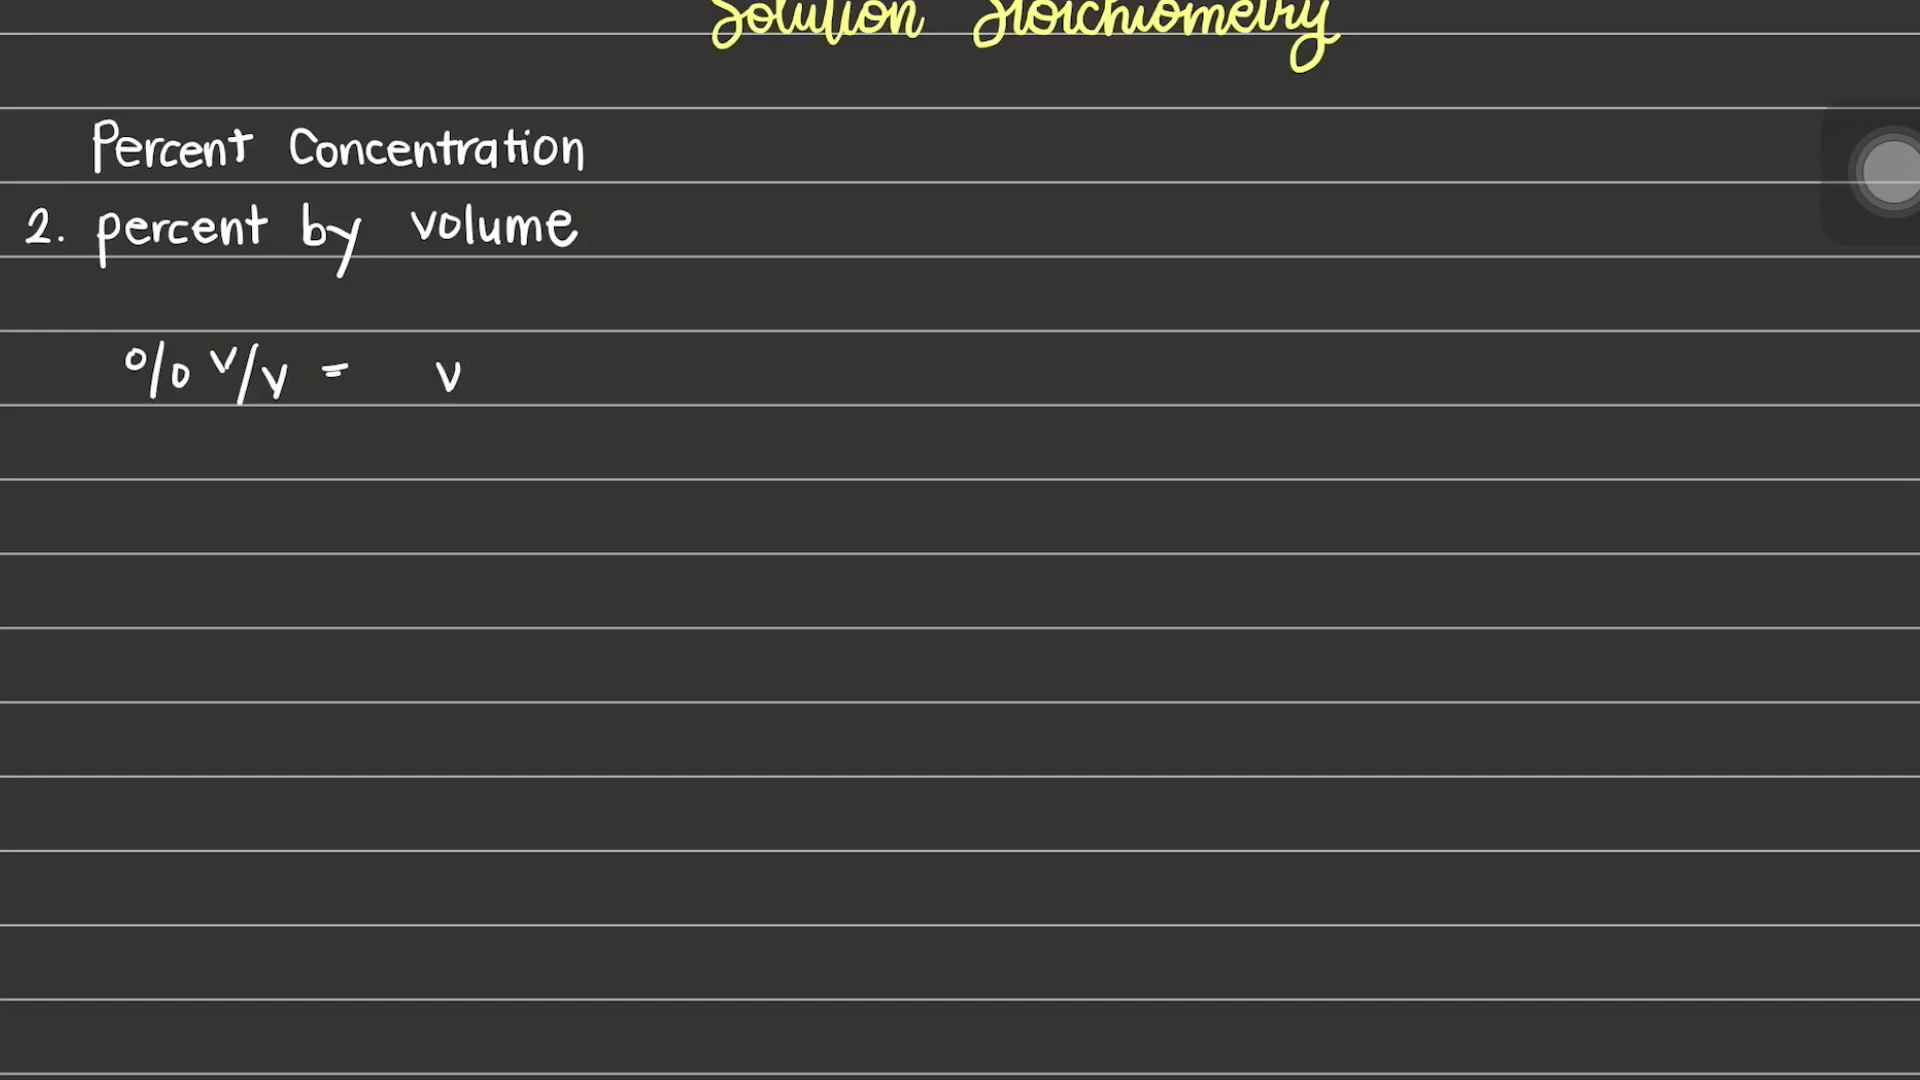 Solution Stoichiometry
Percent Concentration
2. percent by volume
% v/v = v